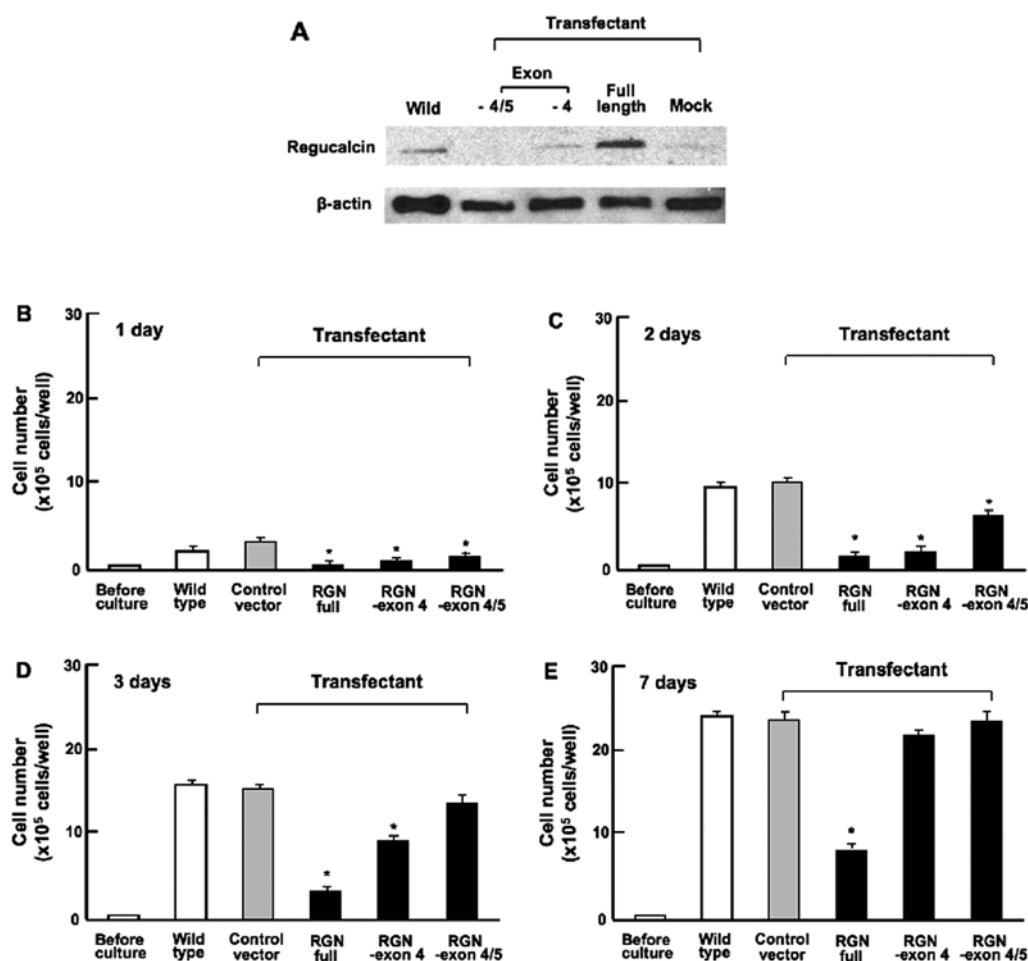 A
Transfectant
Exon
Wild - 4/5 - 4 Full length Mock
Regucalcin
β-actin
B
1 day
Transfectant
Cell number
(x10⁵ cells/well)
30
20
10
0
Before culture
Wild type
Control vector
RGN full
RGN -exon 4
RGN -exon 4/5
*
*
*
C
2 days
Transfectant
Cell number
(x10⁵ cells/well)
30
20
10
0
Before culture
Wild type
Control vector
RGN full
RGN -exon 4
RGN -exon 4/5
*
*
*
D
3 days
Transfectant
Cell number
(x10⁵ cells/well)
30
20
10
0
Before culture
Wild type
Control vector
RGN full
RGN -exon 4
RGN -exon 4/5
*
*
E
7 days
Transfectant
Cell number
(x10⁵ cells/well)
30
20
10
0
Before culture
Wild type
Control vector
RGN full
RGN -exon 4
RGN -exon 4/5
*